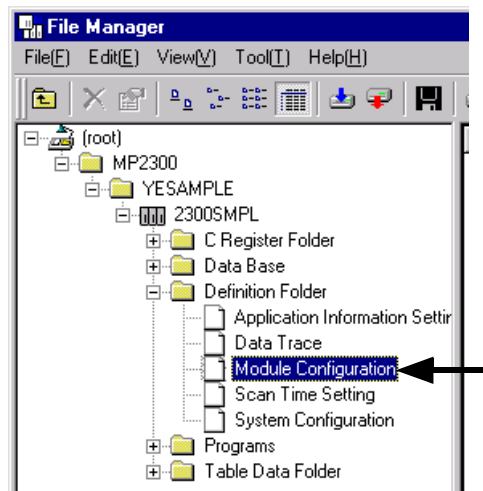 File Manager
File(F) Edit(E) View(V) Tool(T) Help(H)
(root)
MP2300
YESAMPLE
2300SMPL
C Register Folder
Data Base
Definition Folder
Application Information Settin
Data Trace
Module Configuration
Scan Time Setting
System Configuration
Programs
Table Data Folder